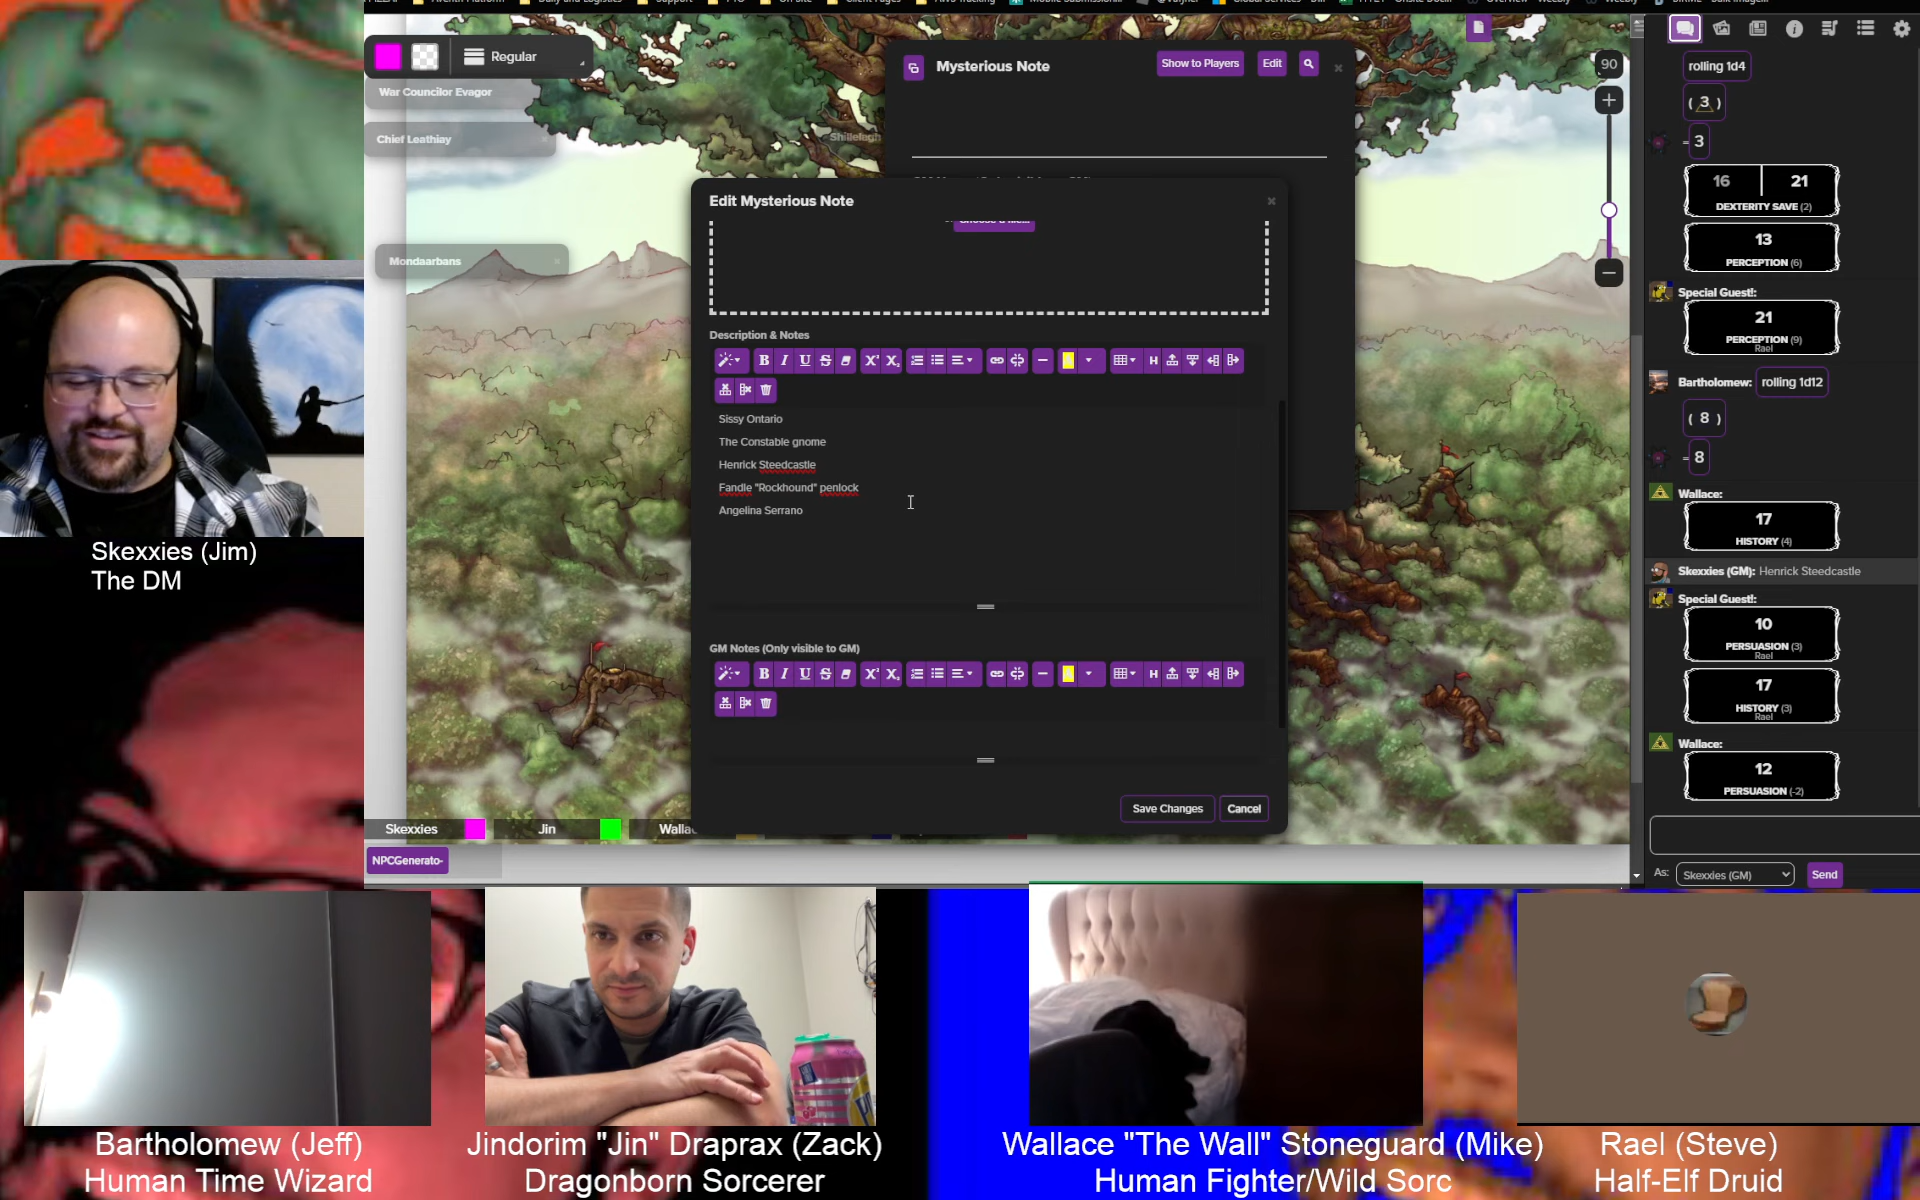 Regular
War Councilor Evagor
Chief Leathiay
Shillelagh
Mondaarbans
Mysterious Note
Show to Players
Edit
Edit Mysterious Note
Description & Notes
Sissy Ontario
The Constable gnome
Henrick Steedcastle
Fandle "Rockhound" penlock
Angelina Serrano
GM Notes (Only visible to GM)
Save Changes
Cancel
90
Skexxies
Jin
Wallac
NPCGenerato-
rolling 1d4
( 3 )
=3
16 21
DEXTERITY SAVE (2)
13
PERCEPTION (6)
Special Guest!:
21
PERCEPTION (9)
Rael
Bartholomew: rolling 1d12
( 8 )
=8
Wallace:
17
HISTORY (4)
Skexxies (GM): Henrick Steedcastle
Special Guest!:
10
PERSUASION (3)
Rael
17
HISTORY (3)
Rael
Wallace:
12
PERSUASION (-2)
As: Skexxies (GM) Send
Skexxies (Jim)
The DM
Bartholomew (Jeff)
Human Time Wizard
Jindorim "Jin" Draprax (Zack)
Dragonborn Sorcerer
Wallace "The Wall" Stoneguard (Mike)
Human Fighter/Wild Sorc
Rael (Steve)
Half-Elf Druid